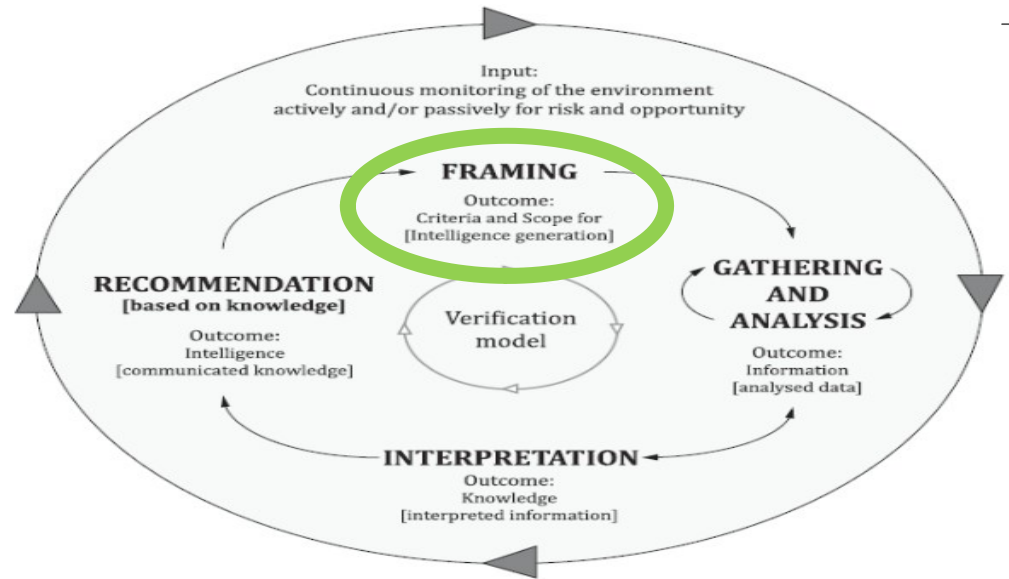 Input:
Continuous monitoring of the environment
actively and/or passively for risk and opportunity
FRAMING
Outcome:
Criteria and Scope for
[Intelligence generation]
GATHERING
AND
ANALYSIS
Outcome:
Information
[analysed data]
RECOMMENDATION
[based on knowledge]
Outcome:
Intelligence
[communicated knowledge]
Verification
model
INTERPRETATION
Outcome:
Knowledge
[interpreted information]